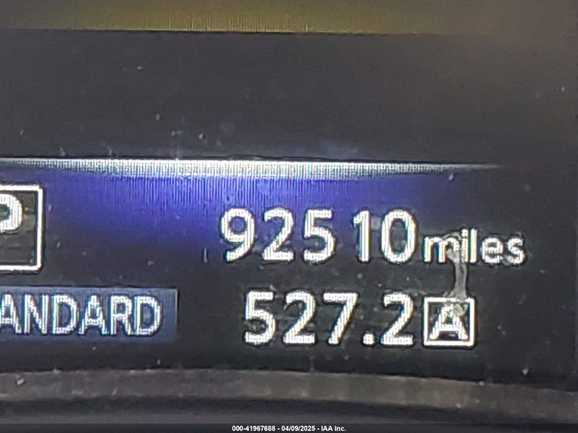 P
92510 miles
ANDARD
527.2 A
000-41967688 - 04/09/2025 - IAA Inc.